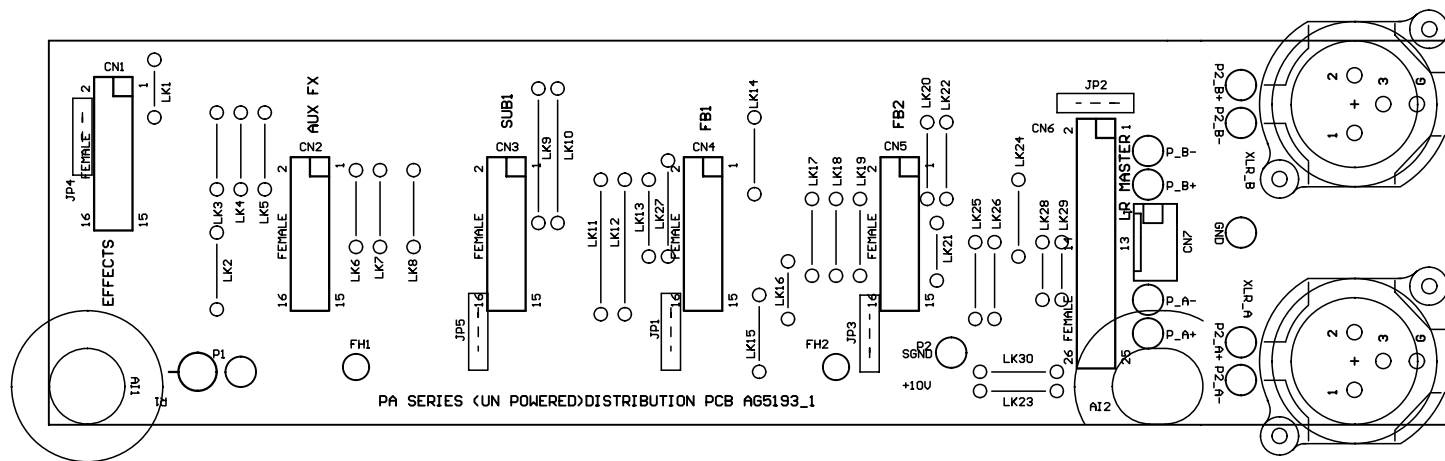 CN1
2
1
LK1
FEMALE
JP4
16
15
EFFECTS
LK3
LK4
LK5
LK2
AUX FX
CN2
2
1
FEMALE
16
15
LK6
LK7
LK8
SUB1
CN3
2
1
FEMALE
16
15
JP5
LK9
LK10
LK11
LK12
LK13
LK27
FB1
CN4
2
1
FEMALE
16
15
JP1
LK14
LK15
LK16
LK17
LK18
LK19
FB2
CN5
2
1
FEMALE
16
15
JP3
LK20
LK22
LK21
LK24
LK25
LK26
LK28
LK29
JP2
CN6
2
1
L-R MASTER
14
13
FEMALE
26
25
P_B-
P_B+
CN7
P_A-
P_A+
P2_B+
P2_B-
XLR_B
GND
XLR_A
P2_A+
P2_A-
2
3
G
1
2
3
G
1
AI1
P1
FH1
FH2
P2
SGND
+10V
LK30
LK23
AI2
PA SERIES (UN POWERED)DISTRIBUTION PCB AG5193_1